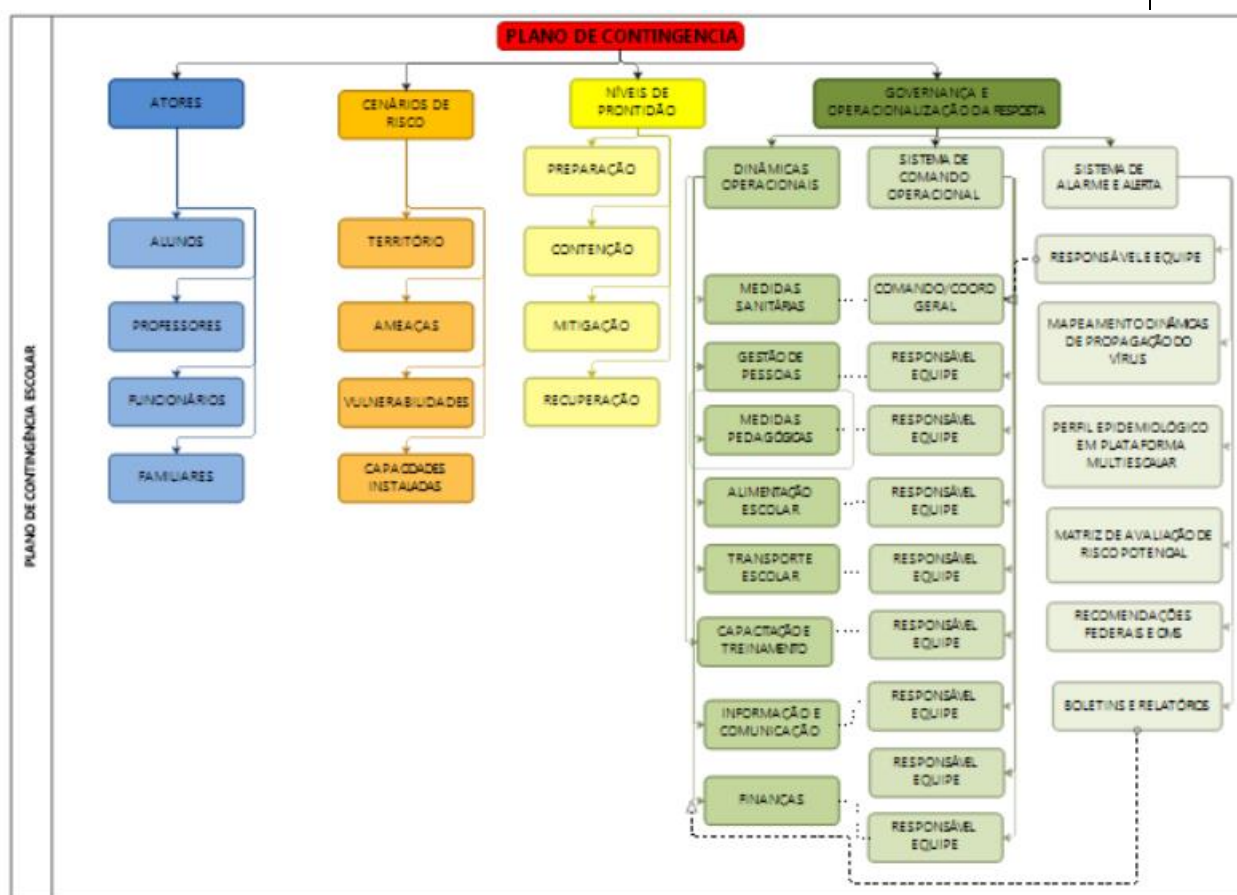 PLANO DE CONTINGÊNCIA ESCOLAR
PLANO DE CONTINGENCIA
ATORES
ALUNOS
PROFESSORES
FUNCIONÁRIOS
FAMILIARES
CENÁRIOS DE
RISCO
TERRITÓRIO
AMEAÇAS
VULNERABILIDADES
CAPACIDADES
INSTALADAS
NÍVEIS DE
PRONTIDÃO
PREPARAÇÃO
CONTENÇÃO
MITIGAÇÃO
RECUPERAÇÃO
GOVERNANÇA E
OPERACIONALIZAÇÃO DA RESPOSTA
DINÂMICAS
OPERACIONAIS
MEDIDAS
SANITÁRIAS
GESTÃO DE
PESSOAS
MEDIDAS
PEDAGÓGICAS
ALIMENTAÇÃO
ESCOLAR
TRANSPORTE
ESCOLAR
CAPACITAÇÃO E
TREINAMENTO
INFORMAÇÃO E
COMUNICAÇÃO
FINANÇAS
SISTEMA DE
COMANDO
OPERACIONAL
COMANDO/COORD
GERAL
RESPONSÁVEL
EQUIPE
RESPONSÁVEL
EQUIPE
RESPONSÁVEL
EQUIPE
RESPONSÁVEL
EQUIPE
RESPONSÁVEL
EQUIPE
RESPONSÁVEL
EQUIPE
RESPONSÁVEL
EQUIPE
RESPONSÁVEL
EQUIPE
SISTEMA DE
ALARME E ALERTA
RESPONSÁVEL E EQUIPE
MAPEAMENTO DINÂMICAS
DE PROPAGAÇÃO DO
VÍRUS
PERFIL EPIDEMIOLÓGICO
EM PLATAFORMA
MULTIESCALAR
MATRIZ DE AVALIAÇÃO DE
RISCO POTENCIAL
RECOMENDAÇÕES
FEDERAIS E OMS
BOLETINS E RELATÓRIOS